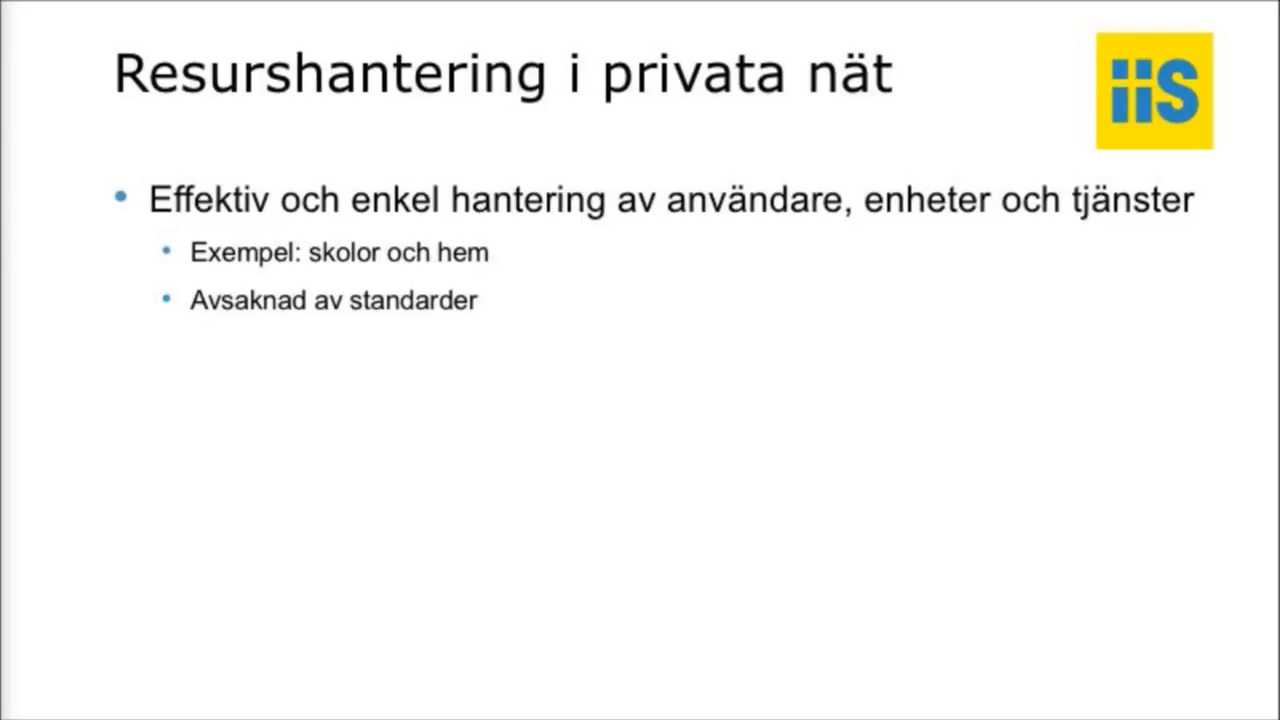 Resurshantering i privata nät
iis
Effektiv och enkel hantering av användare, enheter och tjänster
Exempel: skolor och hem
Avsaknad av standarder